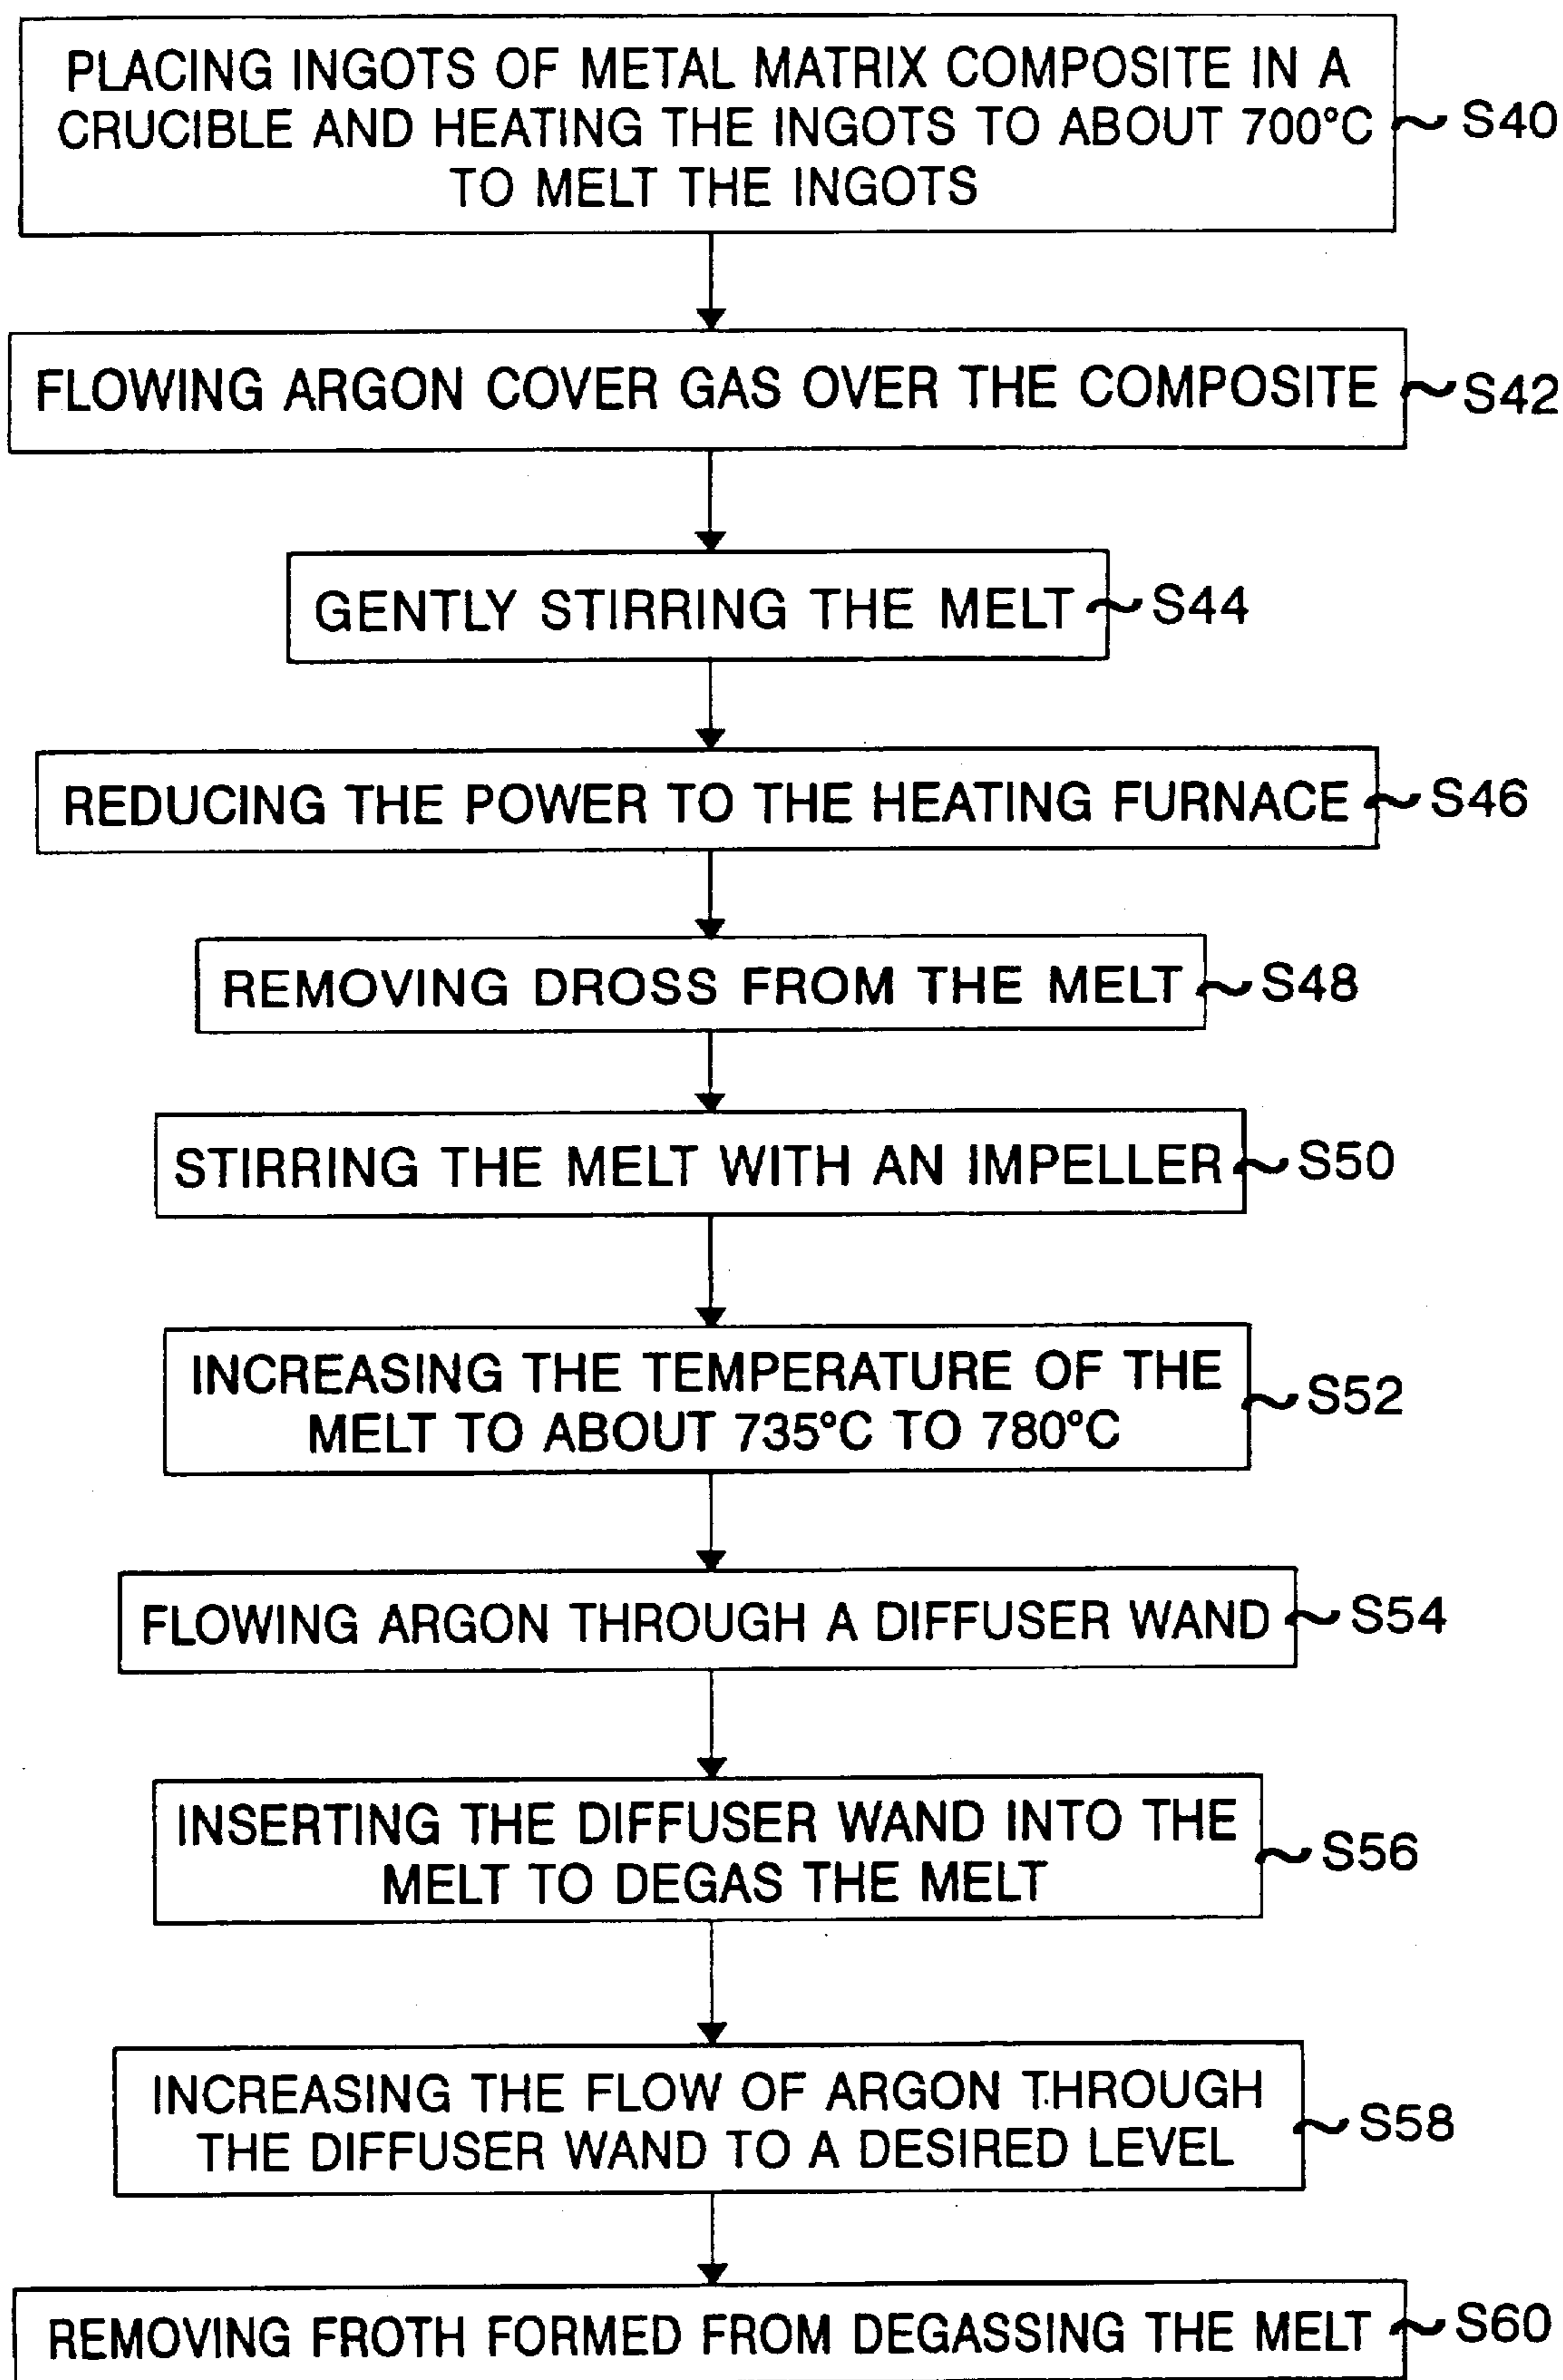 PLACING INGOTS OF METAL MATRIX COMPOSITE IN A
CRUCIBLE AND HEATING THE INGOTS TO ABOUT 700°C
TO MELT THE INGOTS
S40
FLOWING ARGON COVER GAS OVER THE COMPOSITE
S42
GENTLY STIRRING THE MELT
S44
REDUCING THE POWER TO THE HEATING FURNACE
S46
REMOVING DROSS FROM THE MELT
S48
STIRRING THE MELT WITH AN IMPELLER
S50
INCREASING THE TEMPERATURE OF THE
MELT TO ABOUT 735°C TO 780°C
S52
FLOWING ARGON THROUGH A DIFFUSER WAND
S54
INSERTING THE DIFFUSER WAND INTO THE
MELT TO DEGAS THE MELT
S56
INCREASING THE FLOW OF ARGON THROUGH
THE DIFFUSER WAND TO A DESIRED LEVEL
S58
REMOVING FROTH FORMED FROM DEGASSING THE MELT
S60